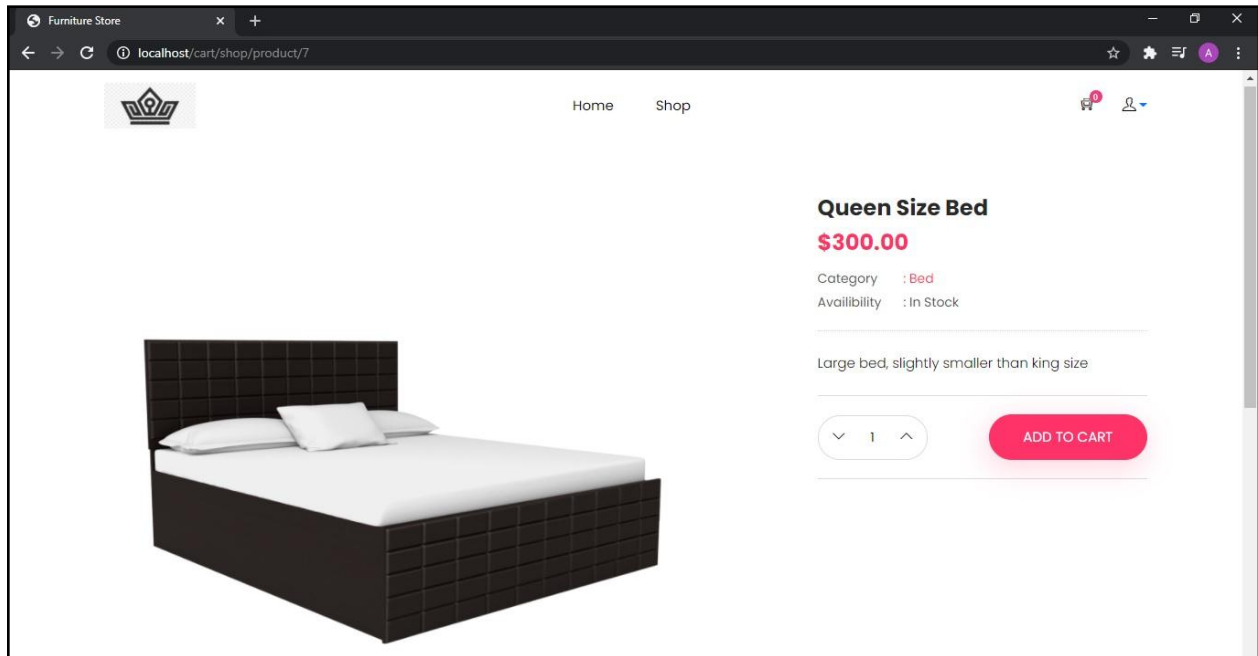 Furniture Store
localhost/cart/shop/product/7
A
Home Shop
0
Queen Size Bed
$300.00
Category : Bed
Availibility : In Stock
Large bed, slightly smaller than king size
1 ADD TO CART